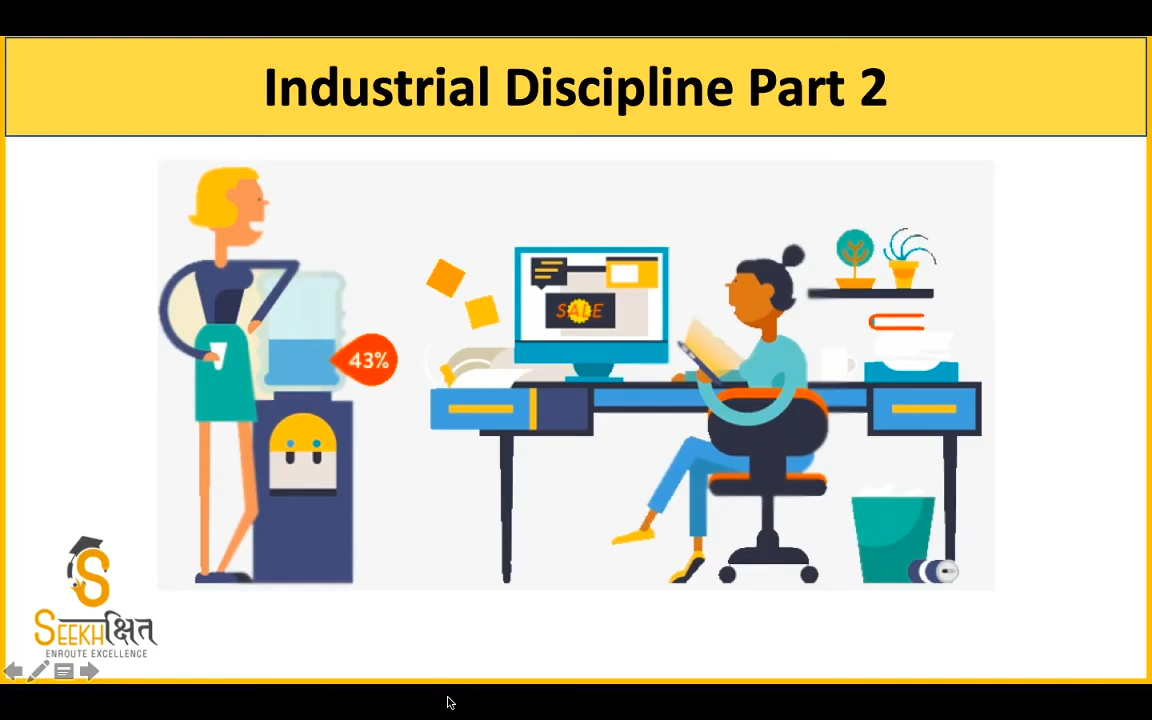 Industrial Discipline Part 2
SALE
43%
SEEKHक्षित
ENROUTE EXCELLENCE